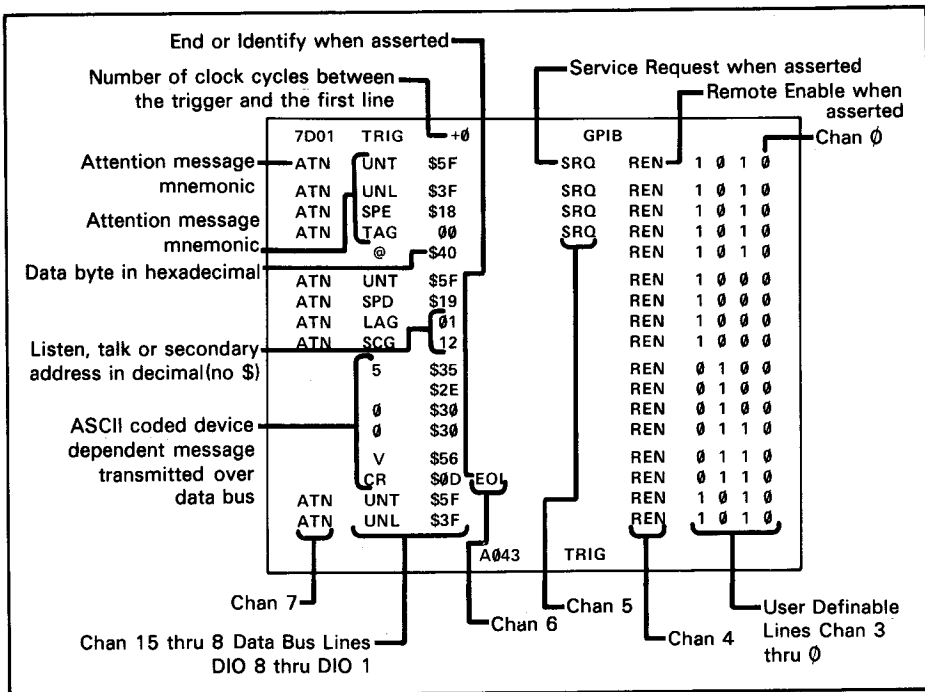 End or Identify when asserted
Number of clock cycles between
the trigger and the first line
Service Request when asserted
Remote Enable when
asserted
Chan Ø
7D01 TRIG +Ø GPIB
Attention message
mnemonic
ATN UNT $5F SRQ REN 1 Ø 1 Ø
ATN UNL $3F SRQ REN 1 Ø 1 Ø
ATN SPE $18 SRQ REN 1 Ø 1 Ø
ATN TAG ØØ SRQ REN 1 Ø 1 Ø
@ $40 REN 1 Ø 1 Ø
Attention message
mnemonic
Data byte in hexadecimal
ATN UNT $5F REN 1 Ø Ø Ø
ATN SPD $19 REN 1 Ø Ø Ø
ATN LAG Ø1 REN 1 Ø Ø Ø
ATN SCG 12 REN 1 Ø Ø Ø
Listen, talk or secondary
address in decimal(no $)
5 $35 REN Ø 1 Ø Ø
$2E REN Ø 1 Ø Ø
Ø $3Ø REN Ø 1 Ø Ø
Ø $3Ø REN Ø 1 1 Ø
V $56 REN Ø 1 1 Ø
CR $ØD EOI REN Ø 1 1 Ø
ATN UNT $5F REN 1 Ø 1 Ø
ATN UNL $3F REN 1 Ø 1 Ø
ASCII coded device
dependent message
transmitted over
data bus
AØ43 TRIG
Chan 7
Chan 15 thru 8 Data Bus Lines
DIO 8 thru DIO 1
Chan 6
Chan 5
Chan 4
User Definable
Lines Chan 3
thru Ø